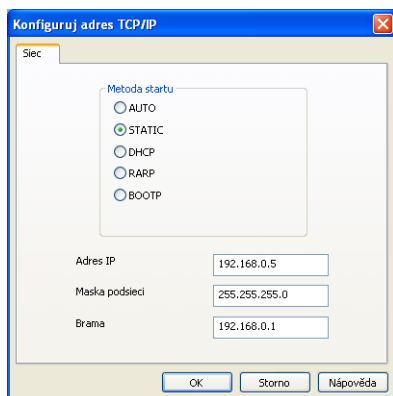 Konfiguruj adres TCP/IP
Siec
Metoda startu
AUTO
STATIC
DHCP
RARP
BOOTP
Adres IP 192.168.0.5
Maska podsieci 255.255.255.0
Brama 192.168.0.1
OK Storno Nápověda